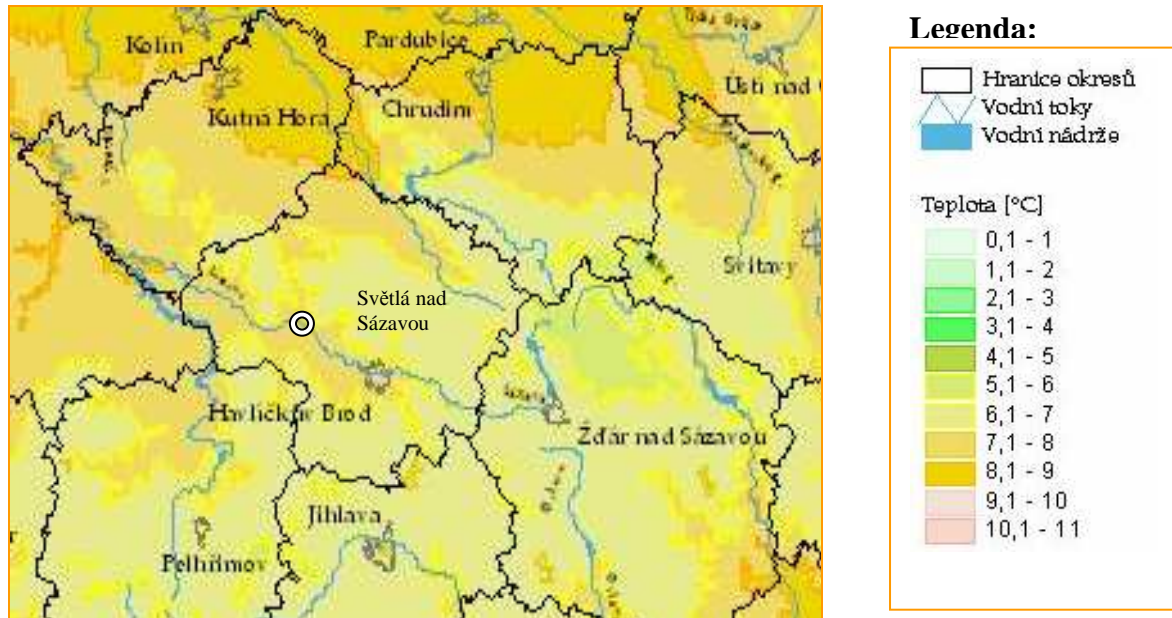 Legenda:
Kolín
Pardubice
Ústí nad
Kutná Hora
Chrudim
Hranice okresů
Vodní toky
Vodní nádrže
Teplota [°C]
0,1 - 1
1,1 - 2
2,1 - 3
3,1 - 4
4,1 - 5
5,1 - 6
6,1 - 7
7,1 - 8
8,1 - 9
9,1 - 10
10,1 - 11
Svitavy
Světlá nad
Sázavou
Havlíčkův Brod
Žďár nad Sázavou
Jihlava
Pelhřimov